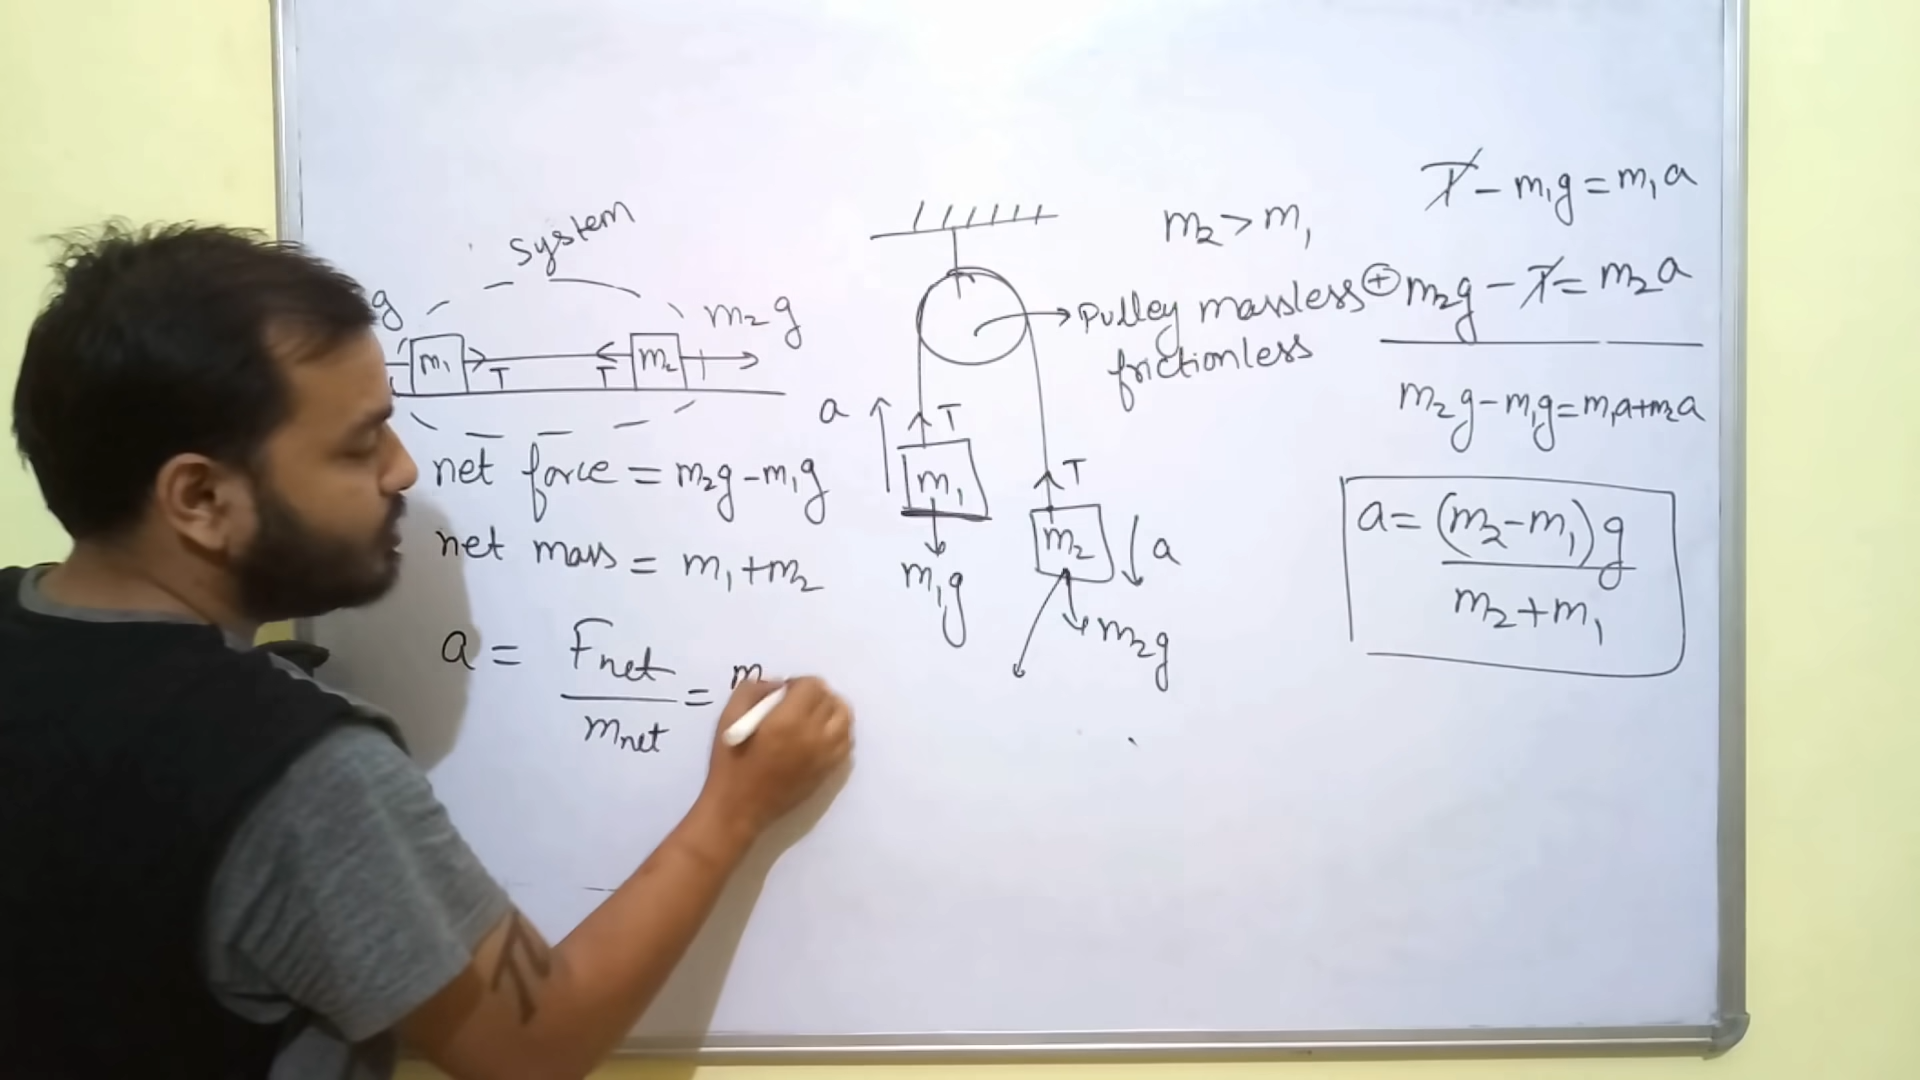 system
g
m₂g
m₁
T
T
m₂
net force = m₂g - m₁g
net mass = m₁ + m₂
a = Fnet / mnet = m
m₂ > m₁
Pulley massless
frictionless
a
T
m₁
m₁g
T
m₂
a
m₂g
T - m₁g = m₁a
⊕ m₂g - T = m₂a
m₂g - m₁g = m₁a + m₂a
a = (m₂ - m₁)g
m₂ + m₁
π